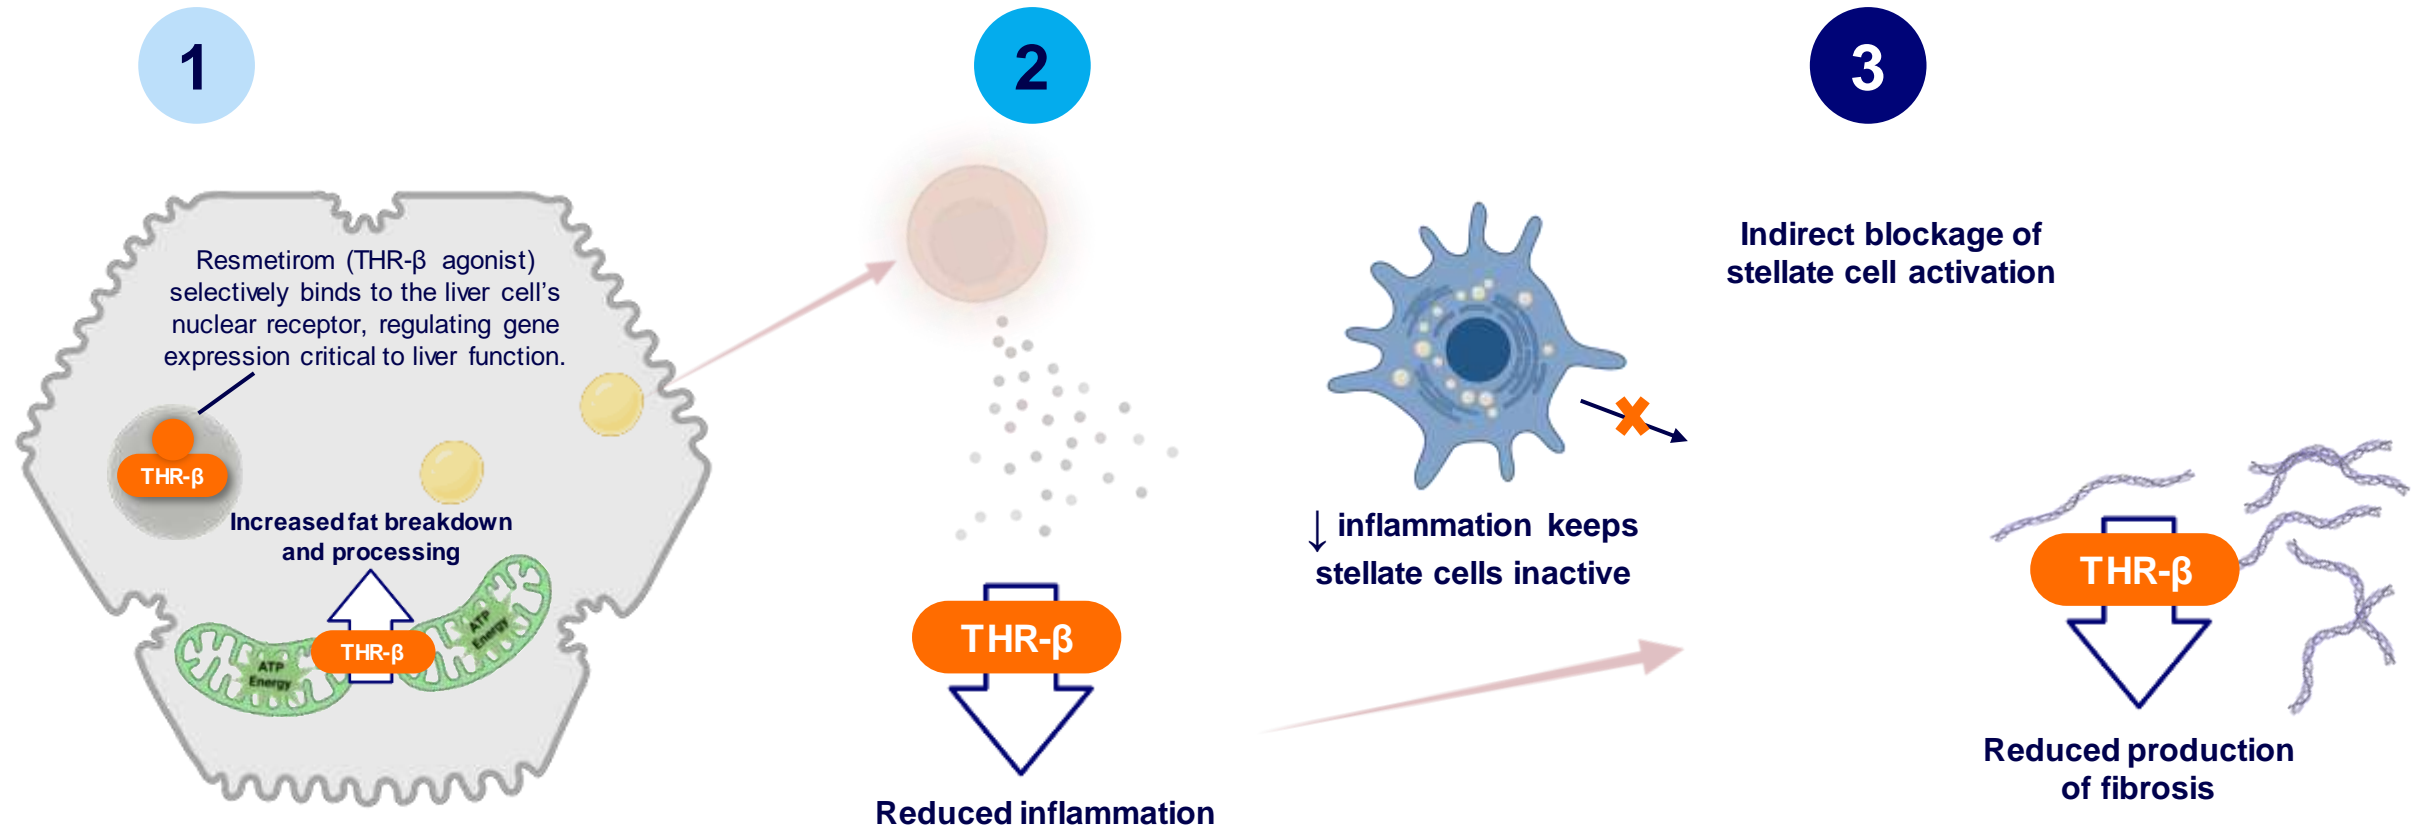 1
Resmetirom (THR-β agonist)
selectively binds to the liver cell's
nuclear receptor, regulating gene
expression critical to liver function.
THR-β
Increased fat breakdown
and processing
THR-β
ATP
Energy
ATP
Energy
2
THR-β
Reduced inflammation
↓ inflammation keeps
stellate cells inactive
3
Indirect blockage of
stellate cell activation
THR-β
Reduced production
of fibrosis